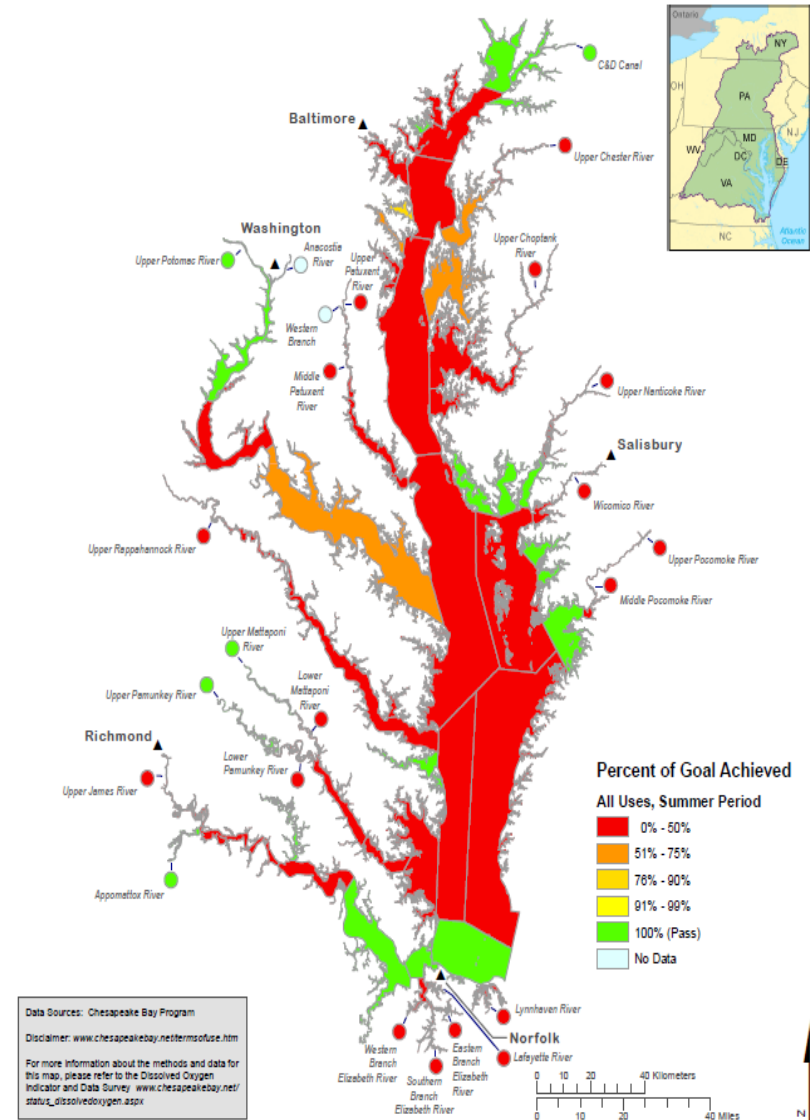 Ontario
NY
OH
PA
NJ
MD
WV
DC
DE
VA
NC
Atlantic
Ocean
C&D Canal
Baltimore
Upper Chester River
Washington
Anacostia
River
Upper Potomac River
Upper
Patuxent
River
Upper Choptank
River
Western
Branch
Middle
Patuxent
River
Upper Nanticoke River
Salisbury
Wicomico River
Upper Rappahannock River
Upper Pocomoke River
Middle Pocomoke River
Upper Mattaponi
River
Lower
Mattaponi
River
Upper Pamunkey River
Richmond
Lower
Pamunkey River
Upper James River
Appomattox River
Percent of Goal Achieved
All Uses, Summer Period
0% - 50%
51% - 75%
76% - 90%
91% - 99%
100% (Pass)
No Data
Lynnhaven River
Norfolk
Lafayette River
Western
Branch
Elizabeth River
Southern
Branch
Elizabeth River
Eastern
Branch
Elizabeth
River
Data Sources: Chesapeake Bay Program
Disclaimer: www.chesapeakebay.net/termsofuse.htm
For more information about the methods and data for
this map, please refer to the Dissolved Oxygen
Indicator and Data Survey www.chesapeakebay.net/
status_dissolvedoxygen.aspx
0 10 20 40 Kilometers
0 10 20 40 Miles
N